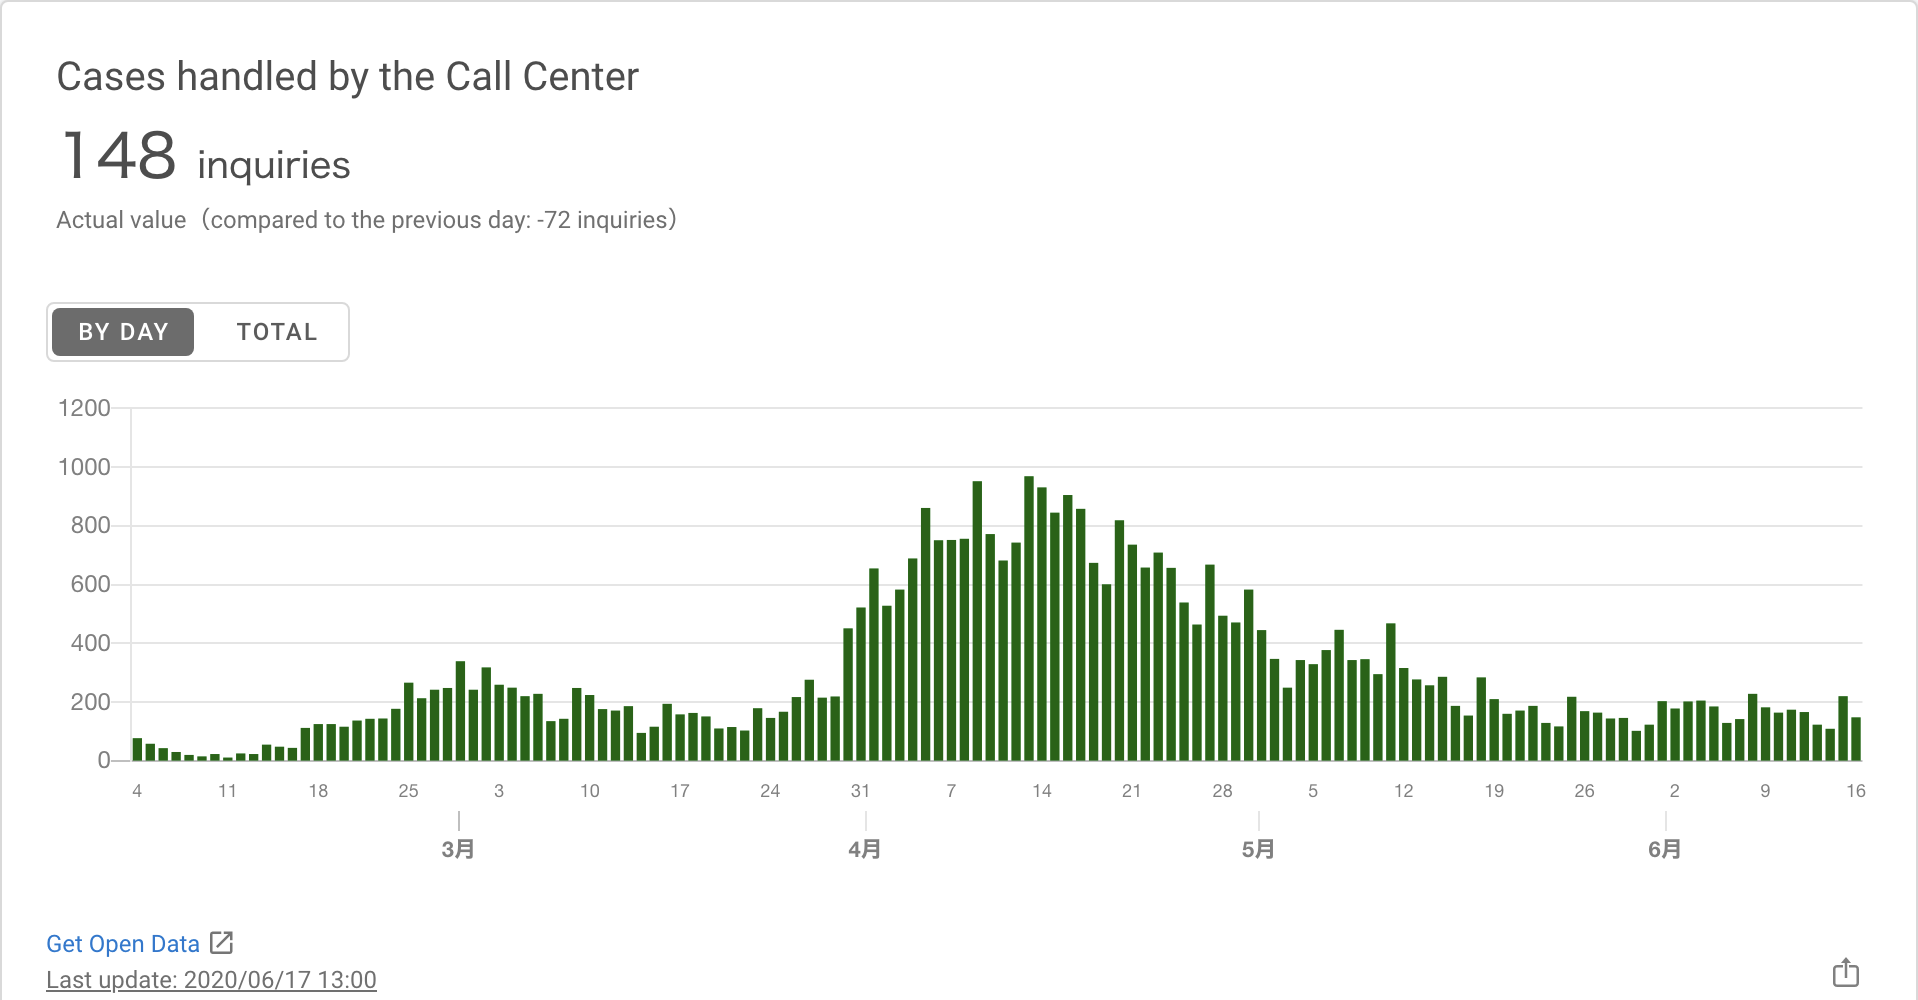 Cases handled by the Call Center
148 inquiries
Actual value（compared to the previous day: -72 inquiries）
BY DAY TOTAL
1200
1000
800
600
400
200
0
4 11 18 25 3 10 17 24 31 7 14 21 28 5 12 19 26 2 9 16
3月 4月 5月 6月
Get Open Data
Last update: 2020/06/17 13:00